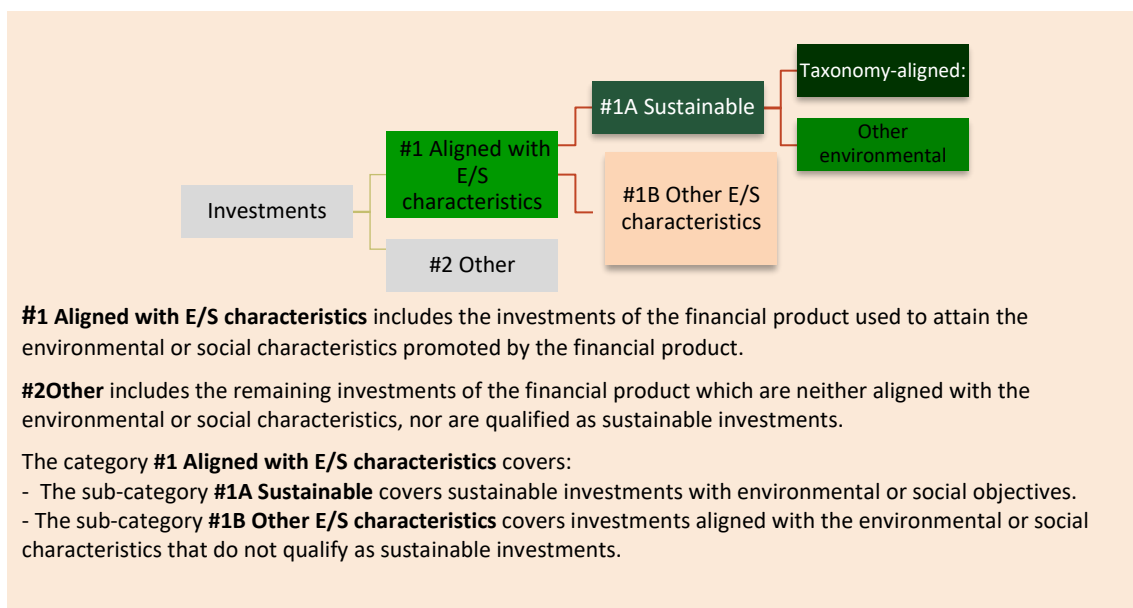 Taxonomy-aligned:
#1A Sustainable
Other
environmental
#1 Aligned with
E/S
characteristics
#1B Other E/S
characteristics
Investments
#2 Other
#1 Aligned with E/S characteristics includes the investments of the financial product used to attain the
environmental or social characteristics promoted by the financial product.
#2Other includes the remaining investments of the financial product which are neither aligned with the
environmental or social characteristics, nor are qualified as sustainable investments.
The category #1 Aligned with E/S characteristics covers:
- The sub-category #1A Sustainable covers sustainable investments with environmental or social objectives.
- The sub-category #1B Other E/S characteristics covers investments aligned with the environmental or social
characteristics that do not qualify as sustainable investments.